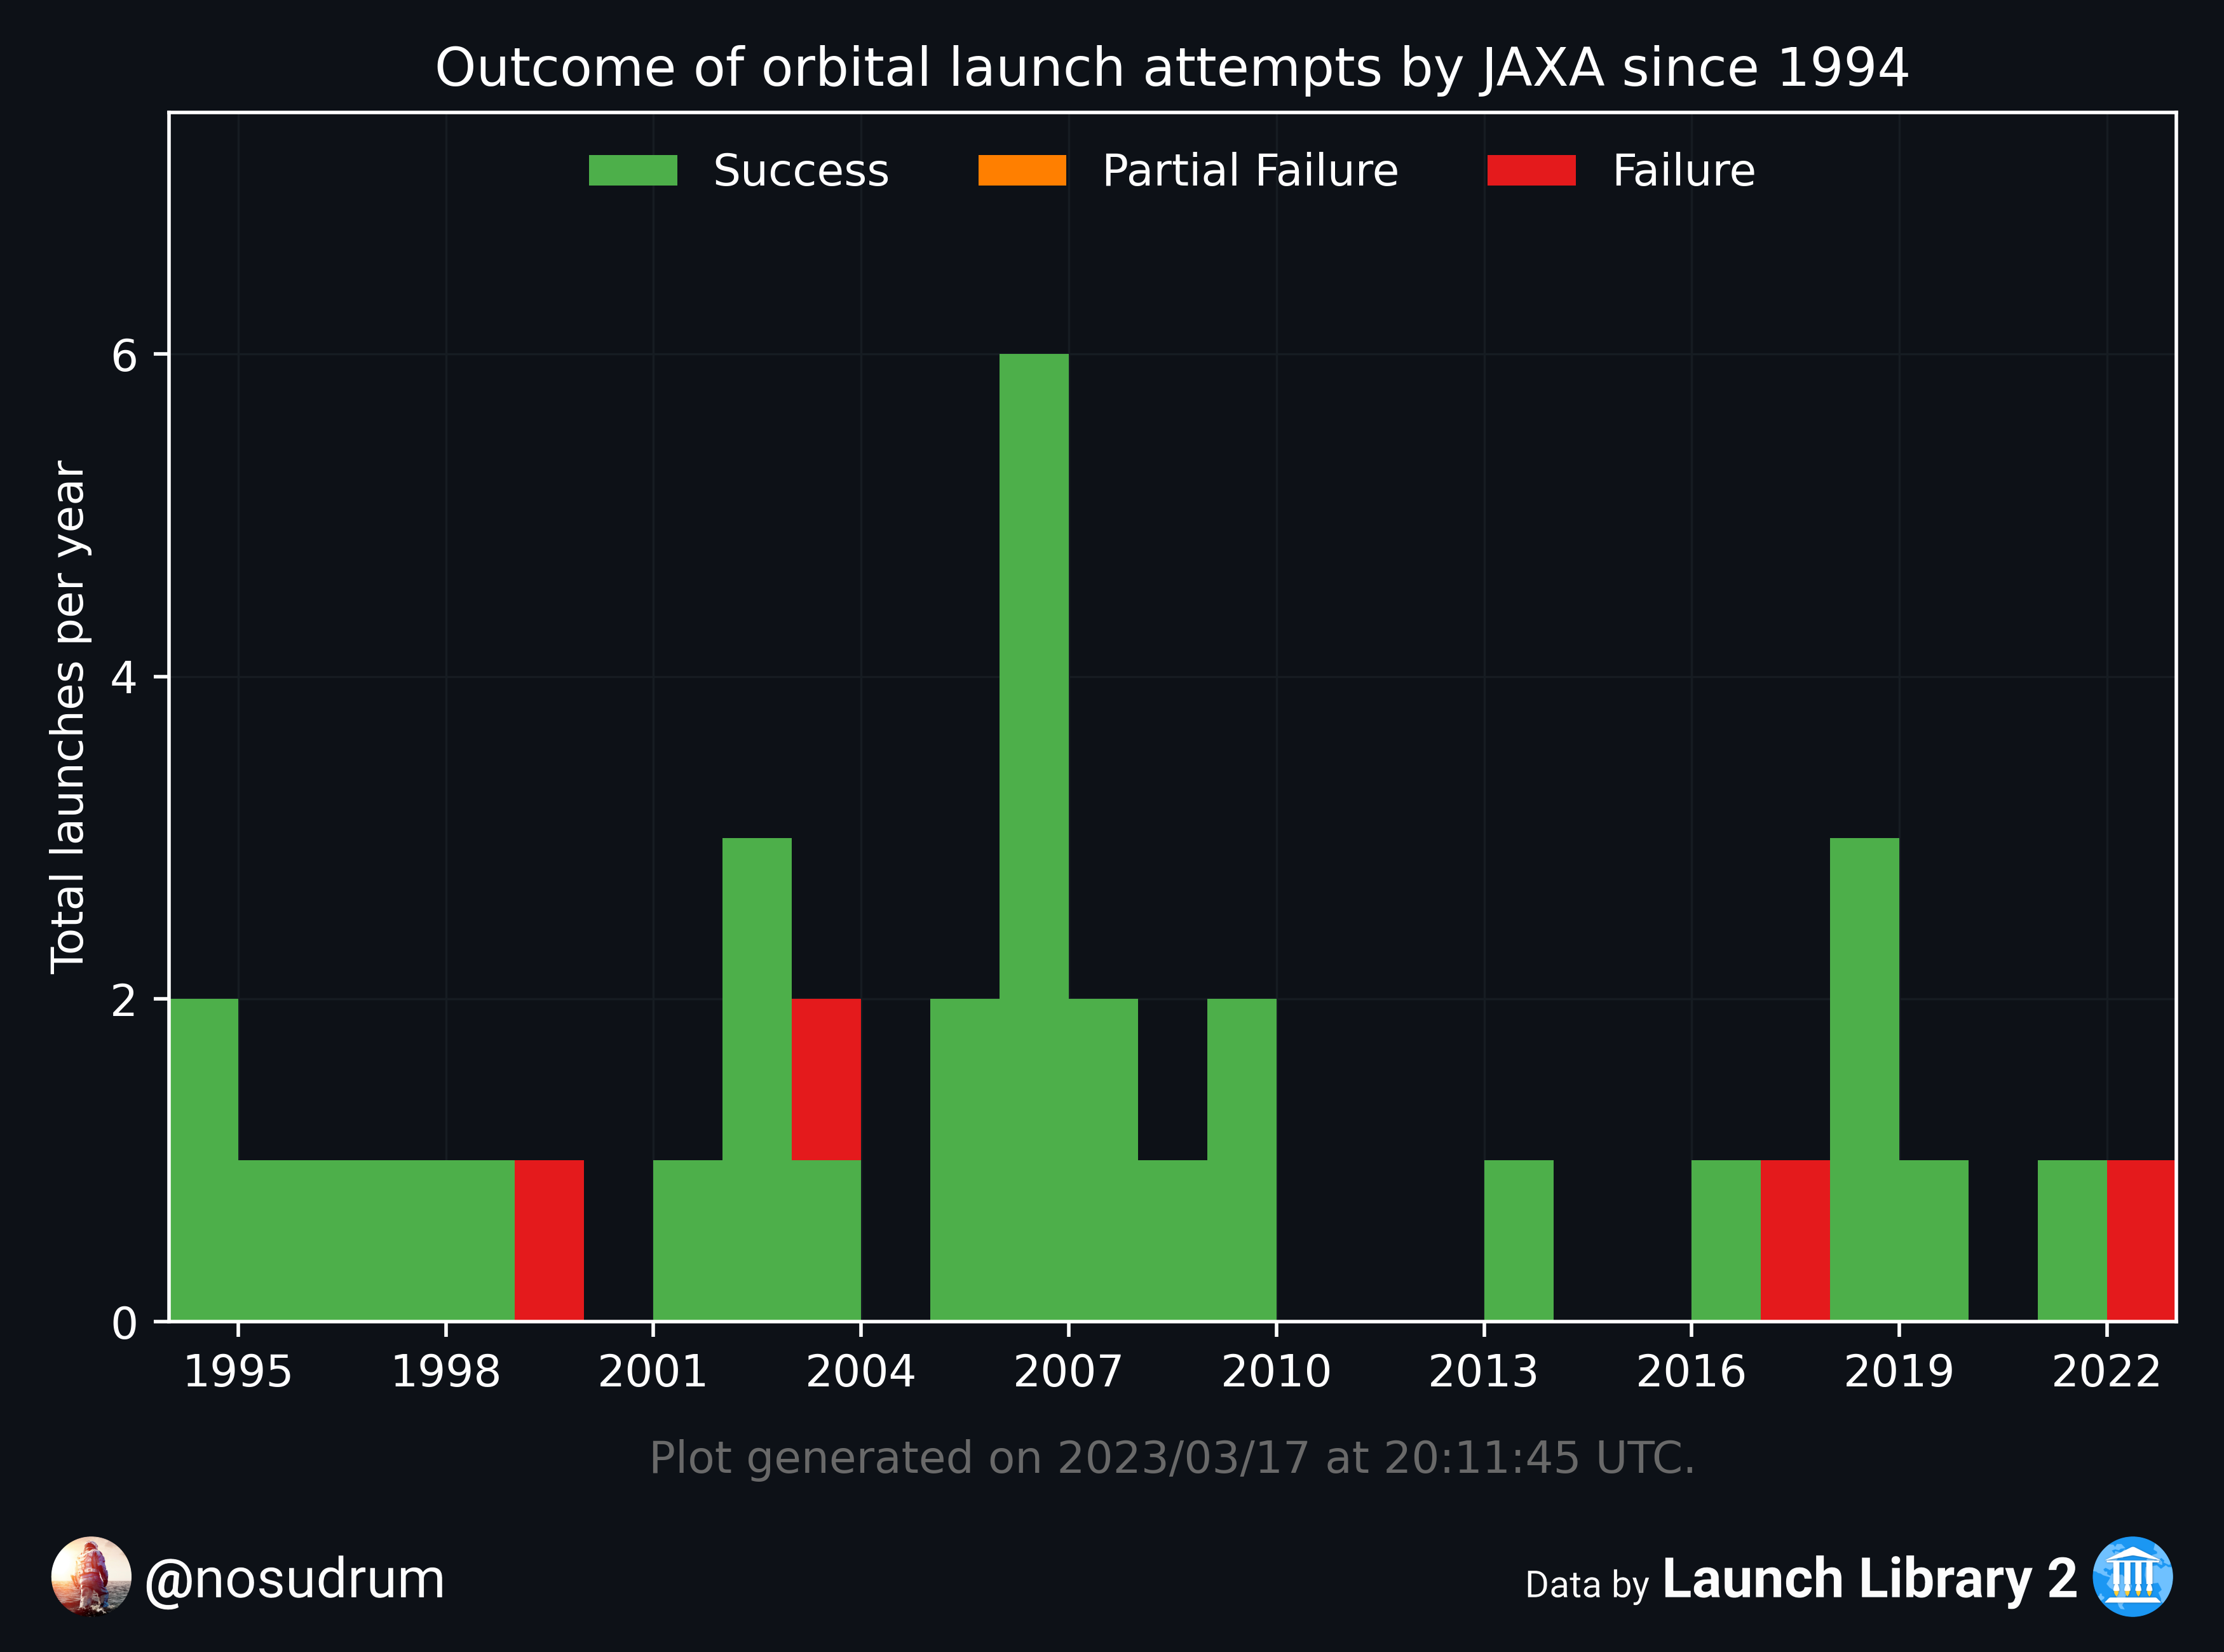 Outcome of orbital launch attempts by JAXA since 1994
Success Partial Failure Failure
Total launches per year
6
4
2
0
1995 1998 2001 2004 2007 2010 2013 2016 2019 2022
Plot generated on 2023/03/17 at 20:11:45 UTC.
@nosudrum
Data by Launch Library 2